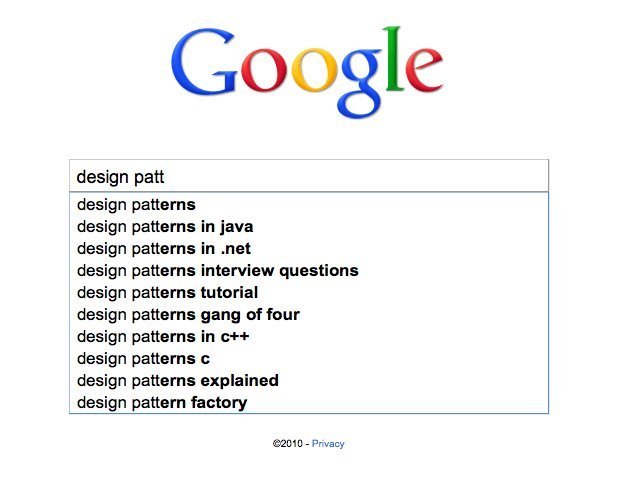 Google
design patt
design patterns
design patterns in java
design patterns in .net
design patterns interview questions
design patterns tutorial
design patterns gang of four
design patterns in c++
design patterns c
design patterns explained
design pattern factory
©2010 - Privacy